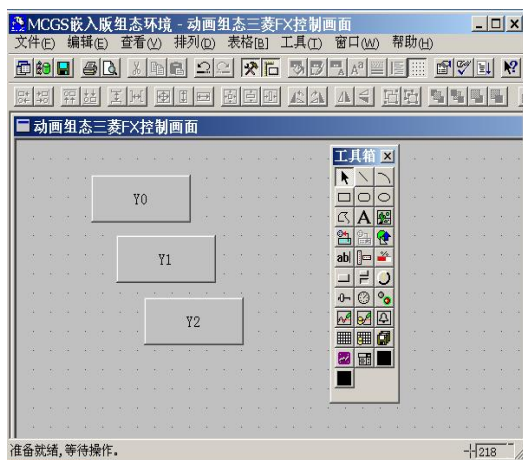 MCGS嵌入版组态环境 - 动画组态三菱FX控制画面
文件(F) 编辑(E) 查看(V) 排列(D) 表格[B] 工具(T) 窗口(W) 帮助(H)
动画组态三菱FX控制画面
工具箱
A
ab|
Y0
Y1
Y2
准备就绪,等待操作。
218